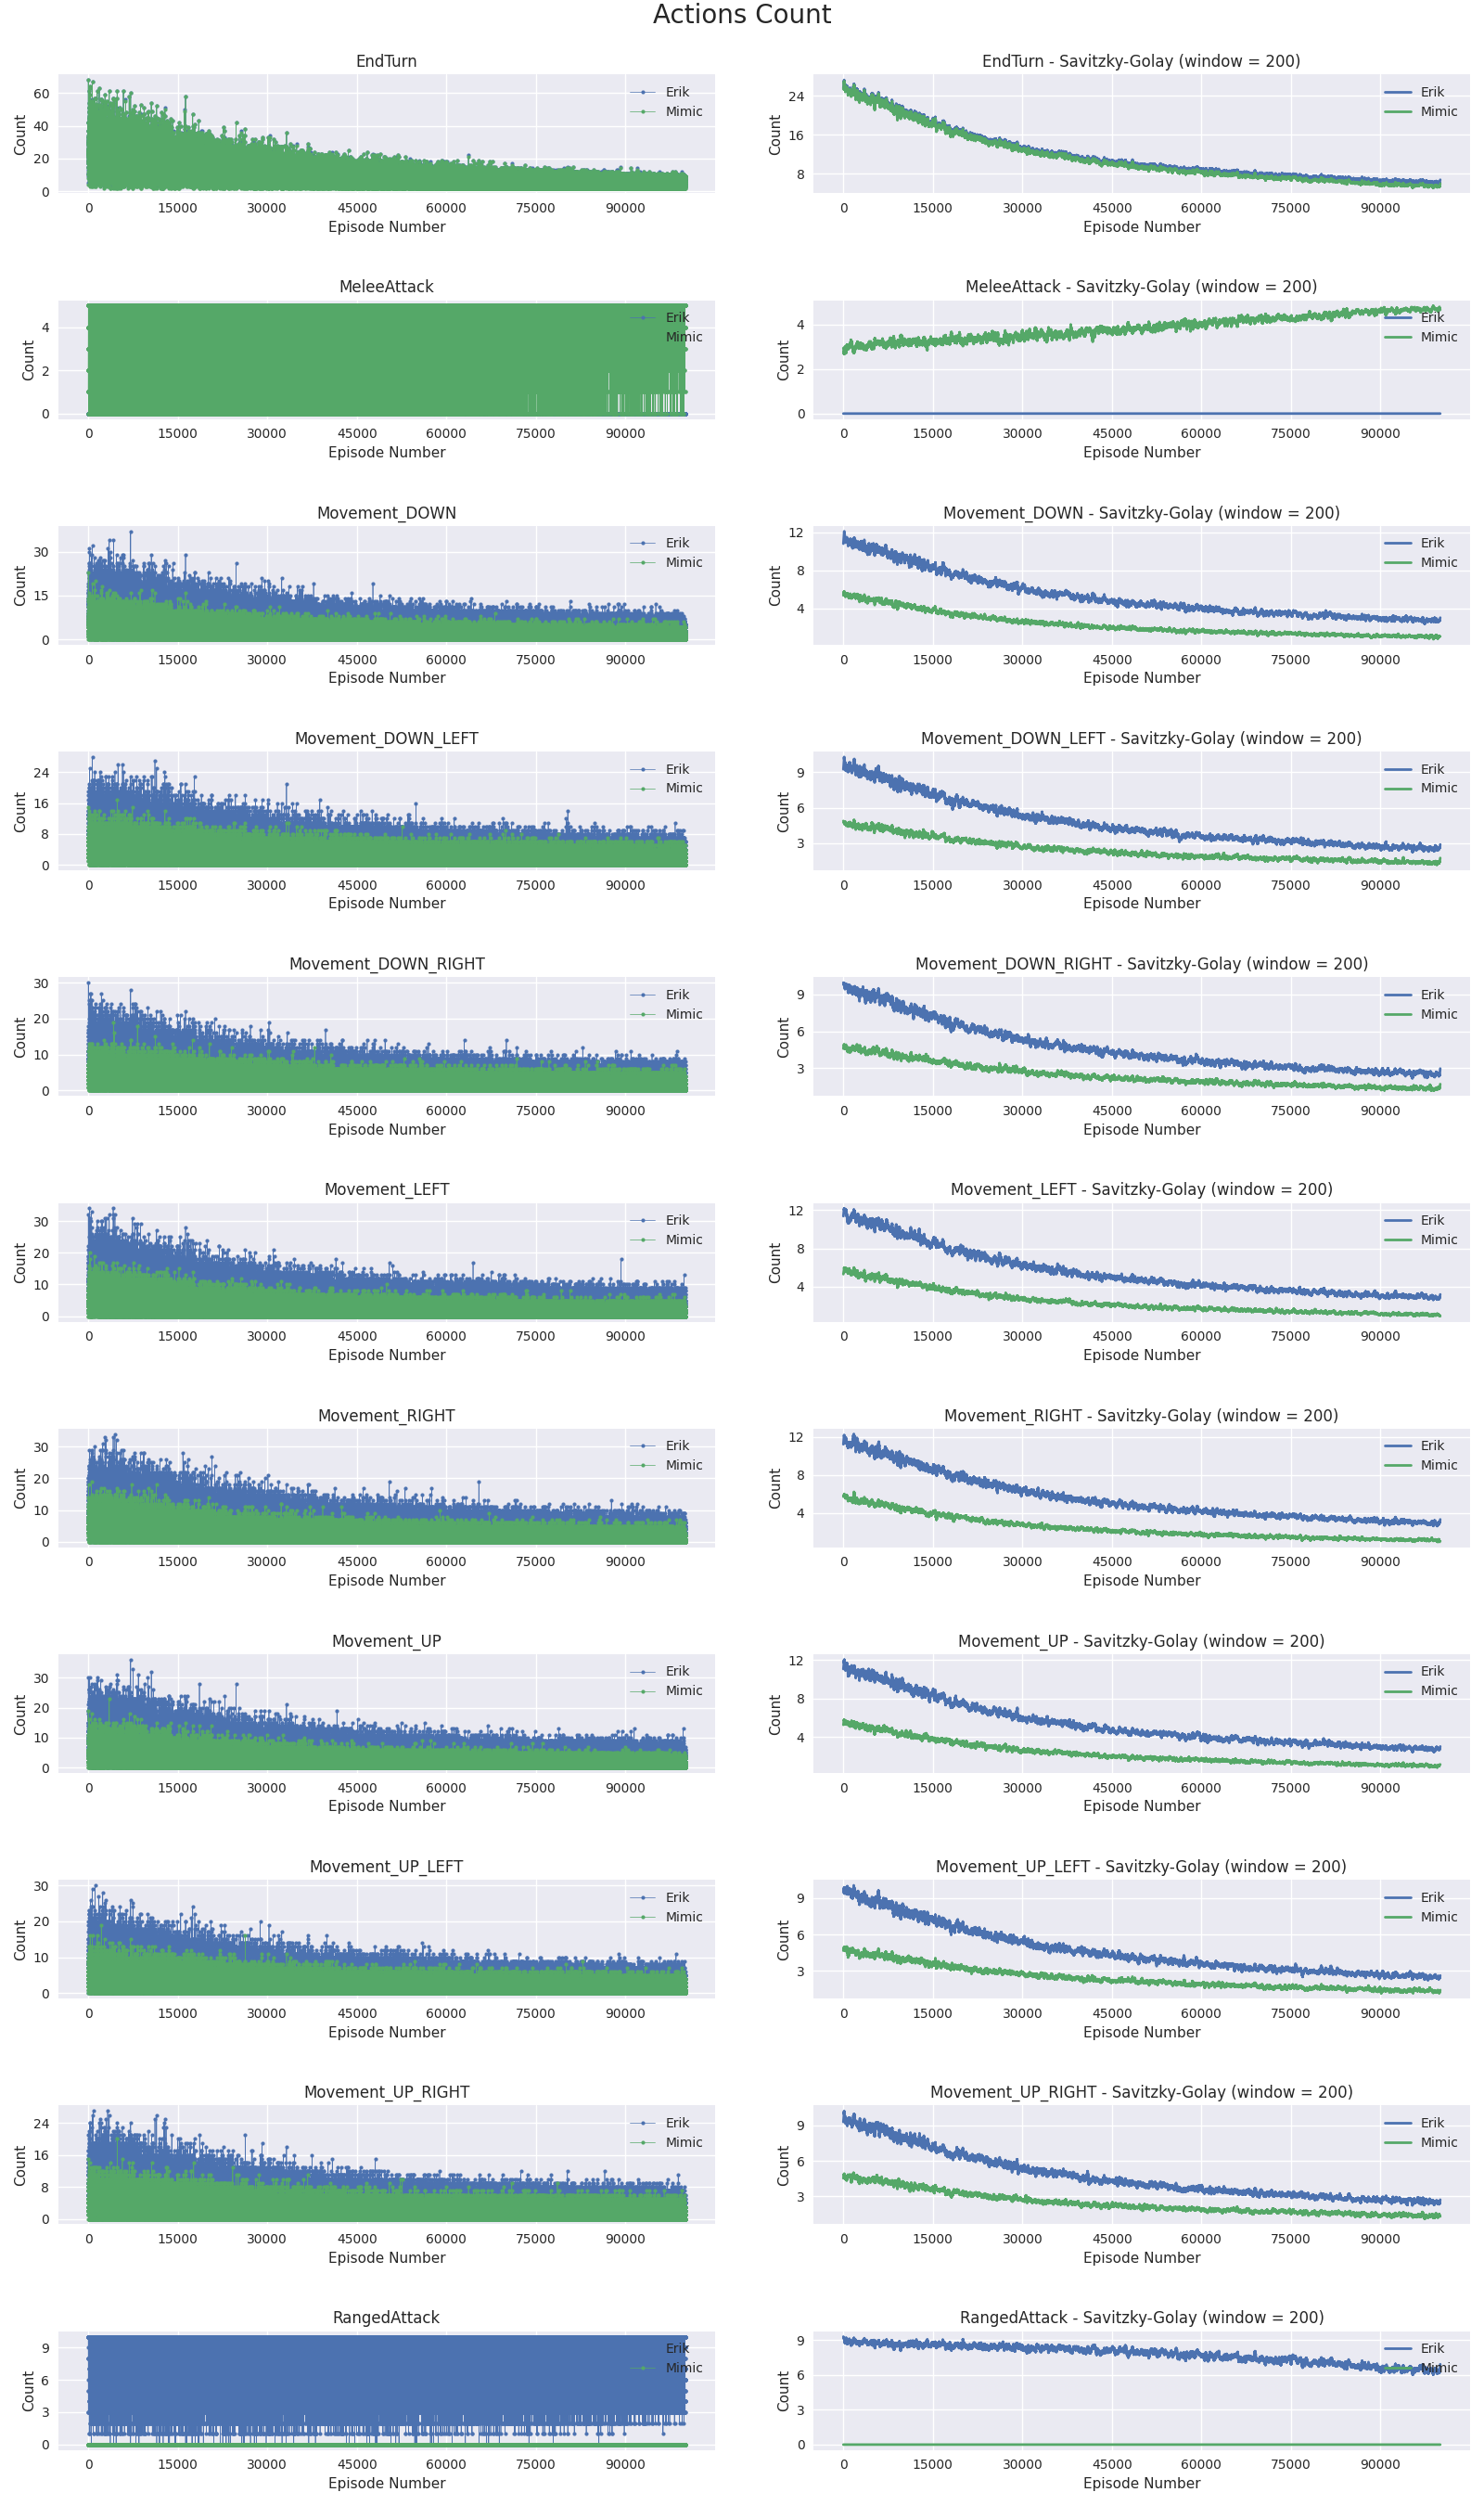 Actions Count
EndTurn
EndTurn - Savitzky-Golay (window = 200)
Count
60
40
20
0
Erik
Mimic
0 15000 30000 45000 60000 75000 90000
Episode Number
Count
24
16
8
Erik
Mimic
0 15000 30000 45000 60000 75000 90000
Episode Number
MeleeAttack
MeleeAttack - Savitzky-Golay (window = 200)
Count
4
2
0
Erik
Mimic
0 15000 30000 45000 60000 75000 90000
Episode Number
Count
4
2
0
Erik
Mimic
0 15000 30000 45000 60000 75000 90000
Episode Number
Movement_DOWN
Movement_DOWN - Savitzky-Golay (window = 200)
Count
30
15
0
Erik
Mimic
0 15000 30000 45000 60000 75000 90000
Episode Number
Count
12
8
4
Erik
Mimic
0 15000 30000 45000 60000 75000 90000
Episode Number
Movement_DOWN_LEFT
Movement_DOWN_LEFT - Savitzky-Golay (window = 200)
Count
24
16
8
0
Erik
Mimic
0 15000 30000 45000 60000 75000 90000
Episode Number
Count
9
6
3
Erik
Mimic
0 15000 30000 45000 60000 75000 90000
Episode Number
Movement_DOWN_RIGHT
Movement_DOWN_RIGHT - Savitzky-Golay (window = 200)
Count
30
20
10
0
Erik
Mimic
0 15000 30000 45000 60000 75000 90000
Episode Number
Count
9
6
3
Erik
Mimic
0 15000 30000 45000 60000 75000 90000
Episode Number
Movement_LEFT
Movement_LEFT - Savitzky-Golay (window = 200)
Count
30
20
10
0
Erik
Mimic
0 15000 30000 45000 60000 75000 90000
Episode Number
Count
12
8
4
Erik
Mimic
0 15000 30000 45000 60000 75000 90000
Episode Number
Movement_RIGHT
Movement_RIGHT - Savitzky-Golay (window = 200)
Count
30
20
10
0
Erik
Mimic
0 15000 30000 45000 60000 75000 90000
Episode Number
Count
12
8
4
Erik
Mimic
0 15000 30000 45000 60000 75000 90000
Episode Number
Movement_UP
Movement_UP - Savitzky-Golay (window = 200)
Count
30
20
10
0
Erik
Mimic
0 15000 30000 45000 60000 75000 90000
Episode Number
Count
12
8
4
Erik
Mimic
0 15000 30000 45000 60000 75000 90000
Episode Number
Movement_UP_LEFT
Movement_UP_LEFT - Savitzky-Golay (window = 200)
Count
30
20
10
0
Erik
Mimic
0 15000 30000 45000 60000 75000 90000
Episode Number
Count
9
6
3
Erik
Mimic
0 15000 30000 45000 60000 75000 90000
Episode Number
Movement_UP_RIGHT
Movement_UP_RIGHT - Savitzky-Golay (window = 200)
Count
24
16
8
0
Erik
Mimic
0 15000 30000 45000 60000 75000 90000
Episode Number
Count
9
6
3
Erik
Mimic
0 15000 30000 45000 60000 75000 90000
Episode Number
RangedAttack
RangedAttack - Savitzky-Golay (window = 200)
Count
9
6
3
0
Erik
Mimic
0 15000 30000 45000 60000 75000 90000
Episode Number
Count
9
6
3
0
Erik
Mimic
0 15000 30000 45000 60000 75000 90000
Episode Number